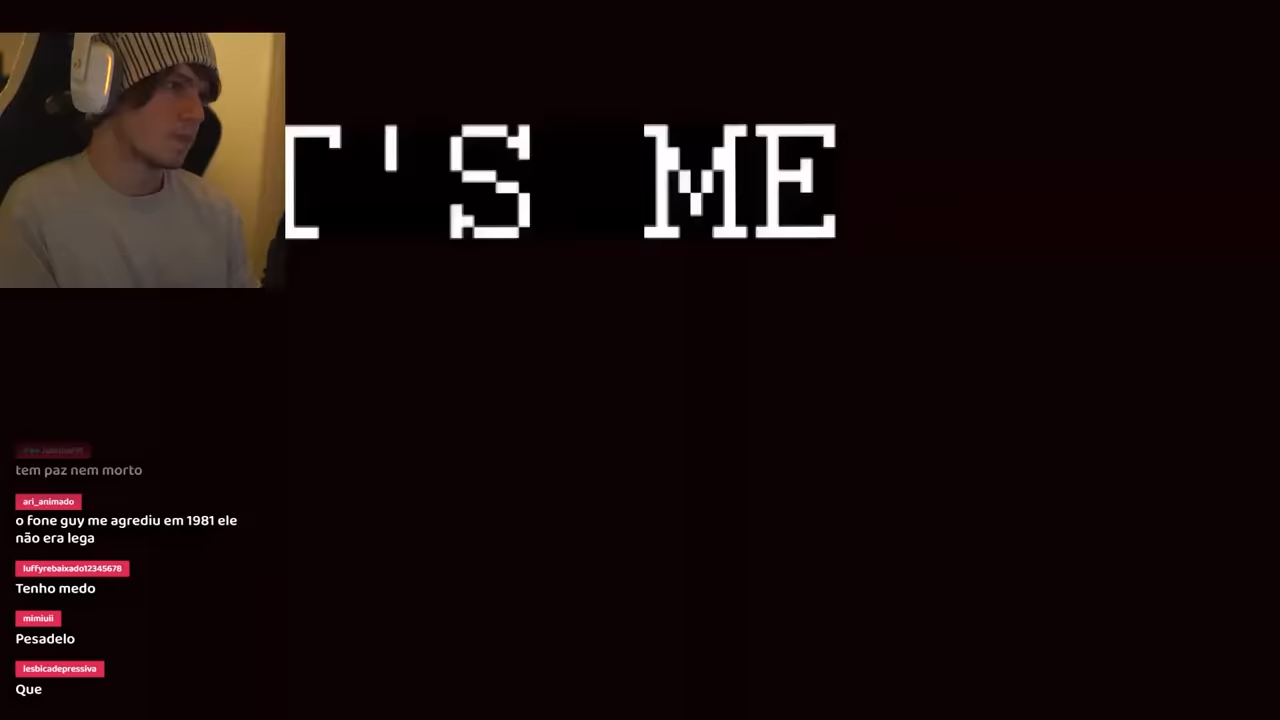 T'S ME
tem paz nem morto
ari_animado
o fone guy me agrediu em 1981 ele
não era lega
luffyrebaixado12345678
Tenho medo
mimiuii
Pesadelo
lesbicadepressiva
Que